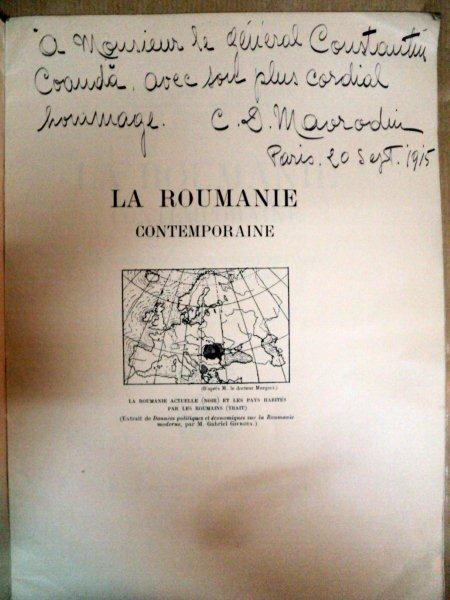 A Monsieur le général Constantin
Coandă, avec son plus cordial
hommage. C. D. Mavrodin
Paris, 20 Sept. 1915
LA ROUMANIE
CONTEMPORAINE
(D'après M. le docteur
LA ROUMANIE ACTUELLE (NOIR) ET LES PAYS HABITÉS
PAR LES ROUMAINS (TRAIT)
(Extrait de Données politiques et économiques sur la Roumanie
moderne, par M. Gabriel